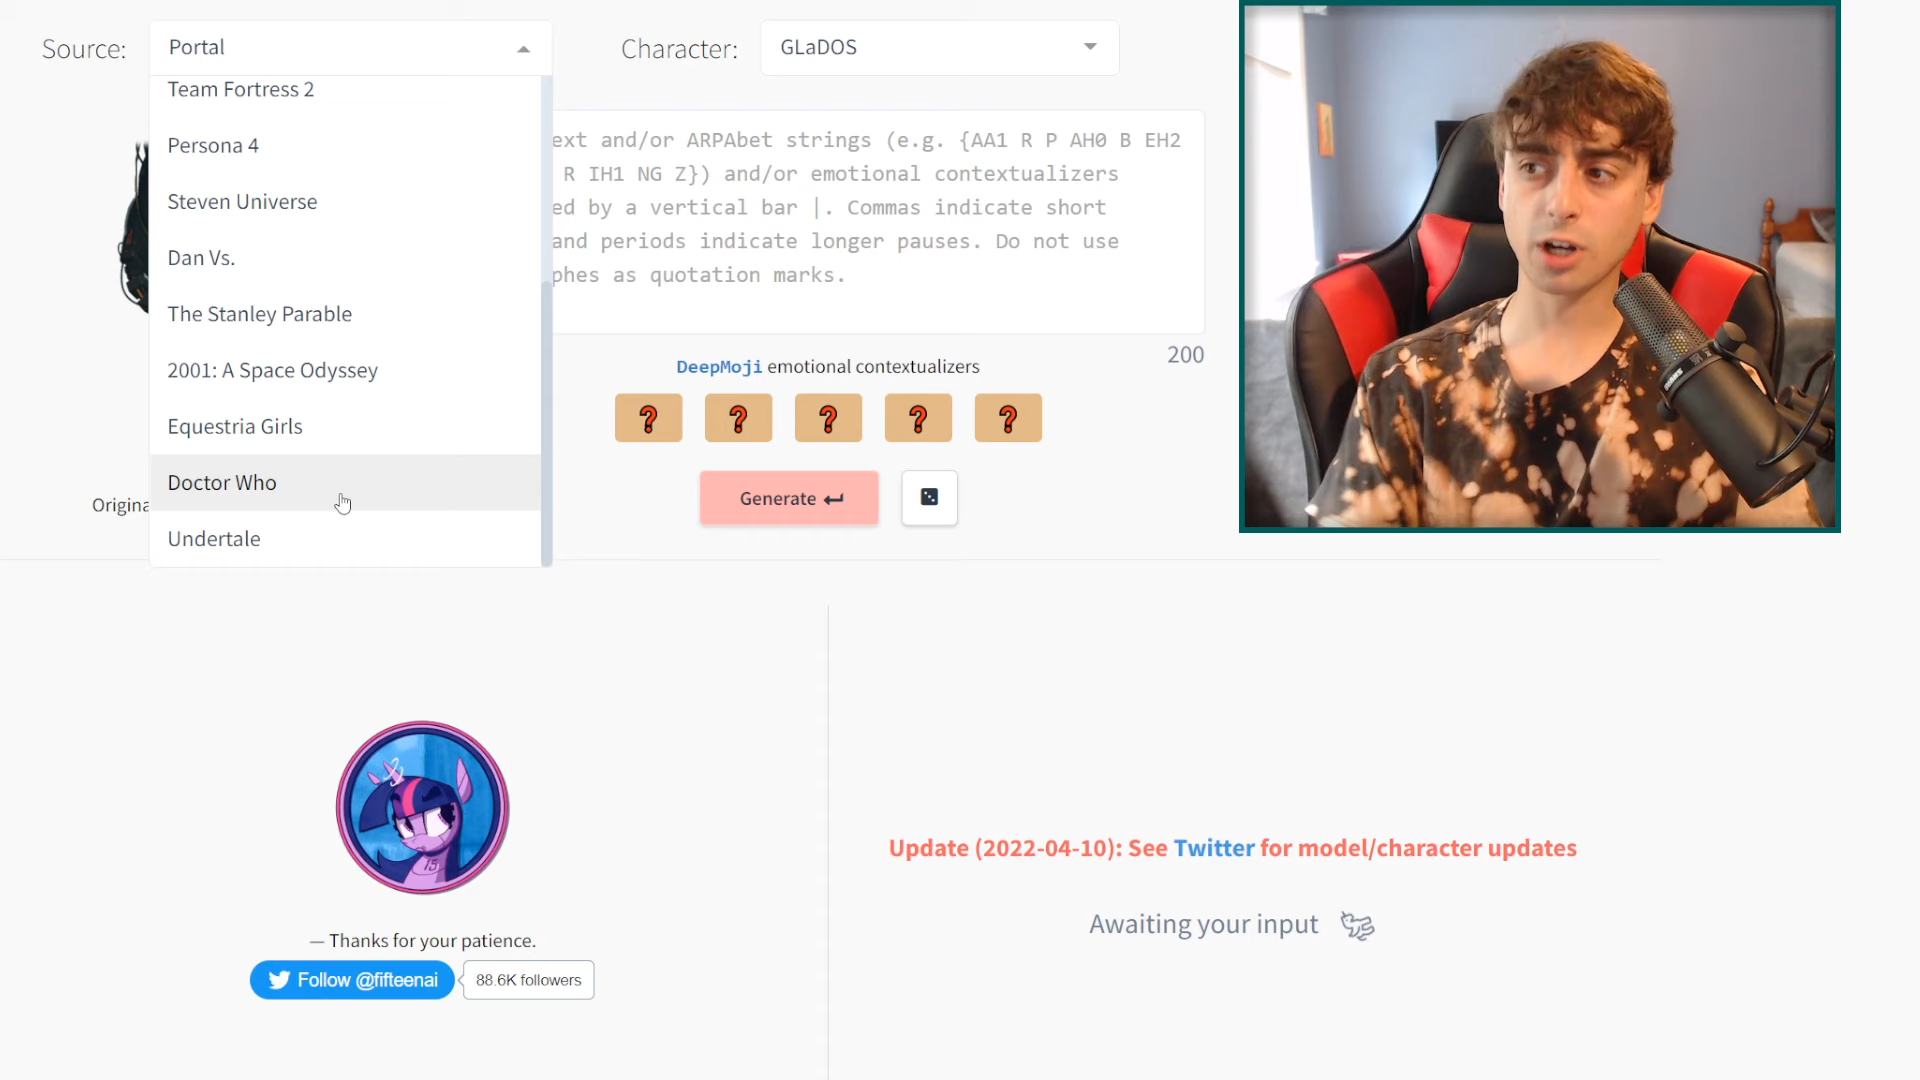 Source:
Portal
Character:
GLaDOS
Team Fortress 2
Persona 4
Steven Universe
Dan Vs.
The Stanley Parable
2001: A Space Odyssey
Equestria Girls
Doctor Who
Undertale
ext and/or ARPAbet strings (e.g. {AA1 R P AH0 B EH2
R IH1 NG Z}) and/or emotional contextualizers
ed by a vertical bar |. Commas indicate short
and periods indicate longer pauses. Do not use
phes as quotation marks.
200
DeepMoji emotional contextualizers
? ? ? ? ?
Generate
Origina
Update (2022-04-10): See Twitter for model/character updates
Awaiting your input
— Thanks for your patience.
Follow @fifteenai
88.6K followers